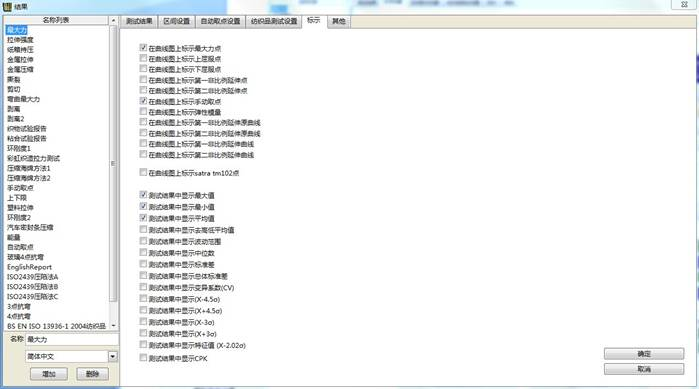 结果
名称列表
最大力
拉伸强度
纸箱持压
金属拉伸
金属压缩
撕裂
剪切
弯曲最大力
剥离
剥离2
织物试验报告
粘合试验报告
环刚度1
彩虹织造拉力测试
压缩海绵方法1
压缩海绵方法2
手动取点
上下限
塑料拉伸
环刚度2
汽车密封条压缩
能量
自动取点
玻璃4点抗弯
EnglishReport
ISO2439压陷法A
ISO2439压陷法B
ISO2439压陷法C
3点抗弯
4点抗弯
BS EN ISO 13936-1 2004纺织品
名称 最大力
简体中文
增加 删除
测试结果 区间设置 自动取点设置 纺织品测试设置 标示 其他
在曲线图上标示最大力点
在曲线图上标示上屈服点
在曲线图上标示下屈服点
在曲线图上标示第一非比例延伸点
在曲线图上标示第二非比例延伸点
在曲线图上标示手动取点
在曲线图上标示弹性模量
在曲线图上标示第一非比例延伸原曲线
在曲线图上标示第二非比例延伸原曲线
在曲线图上标示第一非比例延伸曲线
在曲线图上标示第二非比例延伸曲线
在曲线图上标示satra tm102点
测试结果中显示最大值
测试结果中显示最小值
测试结果中显示平均值
测试结果中显示去高低平均值
测试结果中显示波动范围
测试结果中显示中位数
测试结果中显示标准差
测试结果中显示总体标准差
测试结果中显示变异系数(CV)
测试结果中显示(X-4.5σ)
测试结果中显示(X+4.5σ)
测试结果中显示(X-3σ)
测试结果中显示(X+3σ)
测试结果中显示特征值 (X-2.02σ)
测试结果中显示CPK
确定
取消